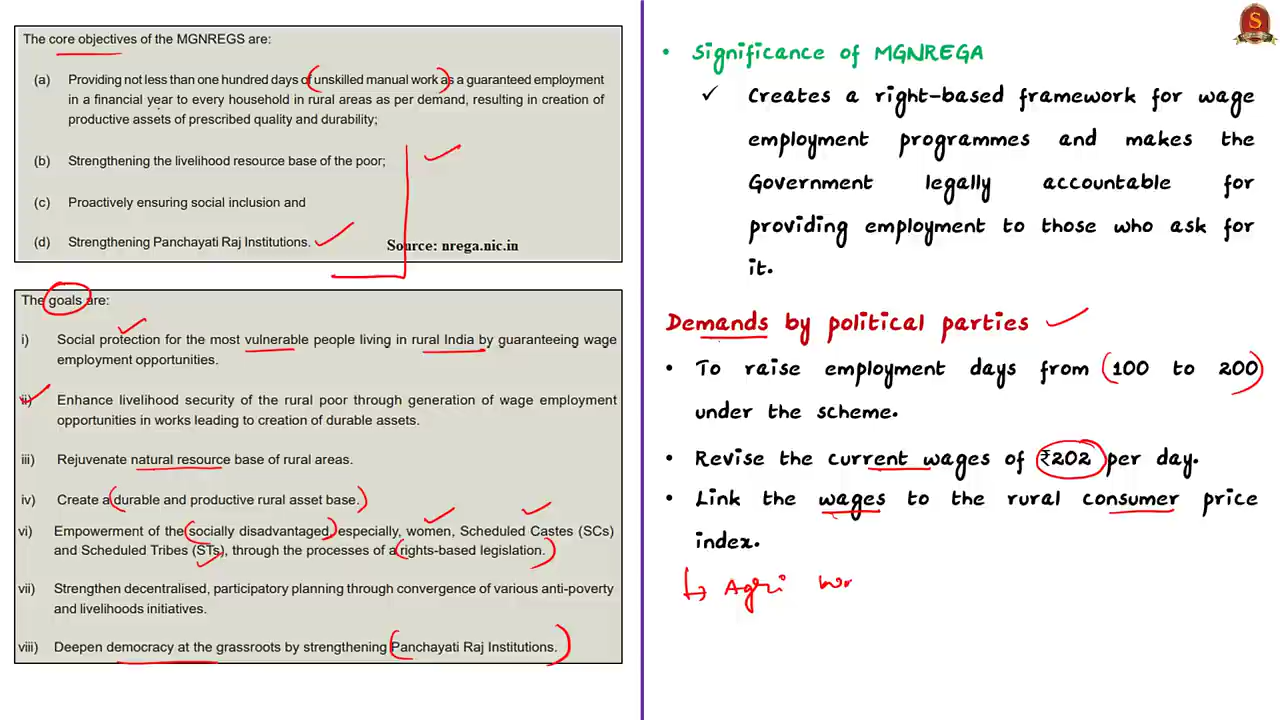 The core objectives of the MGNREGS are:
(a) Providing not less than one hundred days of unskilled manual work as a guaranteed employment
in a financial year to every household in rural areas as per demand, resulting in creation of
productive assets of prescribed quality and durability;
(b) Strengthening the livelihood resource base of the poor;
(c) Proactively ensuring social inclusion and
(d) Strengthening Panchayati Raj Institutions.
Source: nrega.nic.in
The goals are:
i) Social protection for the most vulnerable people living in rural India by guaranteeing wage
employment opportunities.
ii) Enhance livelihood security of the rural poor through generation of wage employment
opportunities in works leading to creation of durable assets.
iii) Rejuvenate natural resource base of rural areas.
iv) Create a durable and productive rural asset base.
vi) Empowerment of the socially disadvantaged especially, women, Scheduled Castes (SCs)
and Scheduled Tribes (STs), through the processes of a rights-based legislation.
vii) Strengthen decentralised, participatory planning through convergence of various anti-poverty
and livelihoods initiatives.
viii) Deepen democracy at the grassroots by strengthening Panchayati Raj Institutions.
• Significance of MGNREGA
✓ Creates a right-based framework for wage
employment programmes and makes the
Government legally accountable for
providing employment to those who ask for
it.
Demands by political parties
• To raise employment days from 100 to 200
under the scheme.
• Revise the current wages of ₹202 per day.
• Link the wages to the rural consumer price
index.
Agri Wo
S